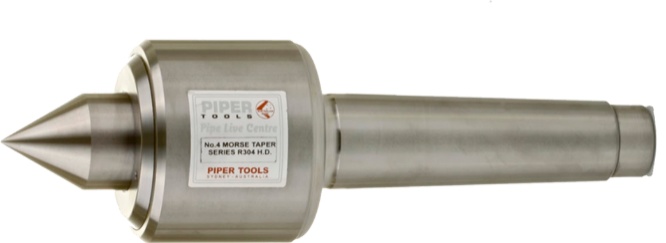 PIPER
TOOLS
Pipe Live Centre
No.4 MORSE TAPER
SERIES R304 H.D.
PIPER TOOLS
SYDNEY AUSTRALIA